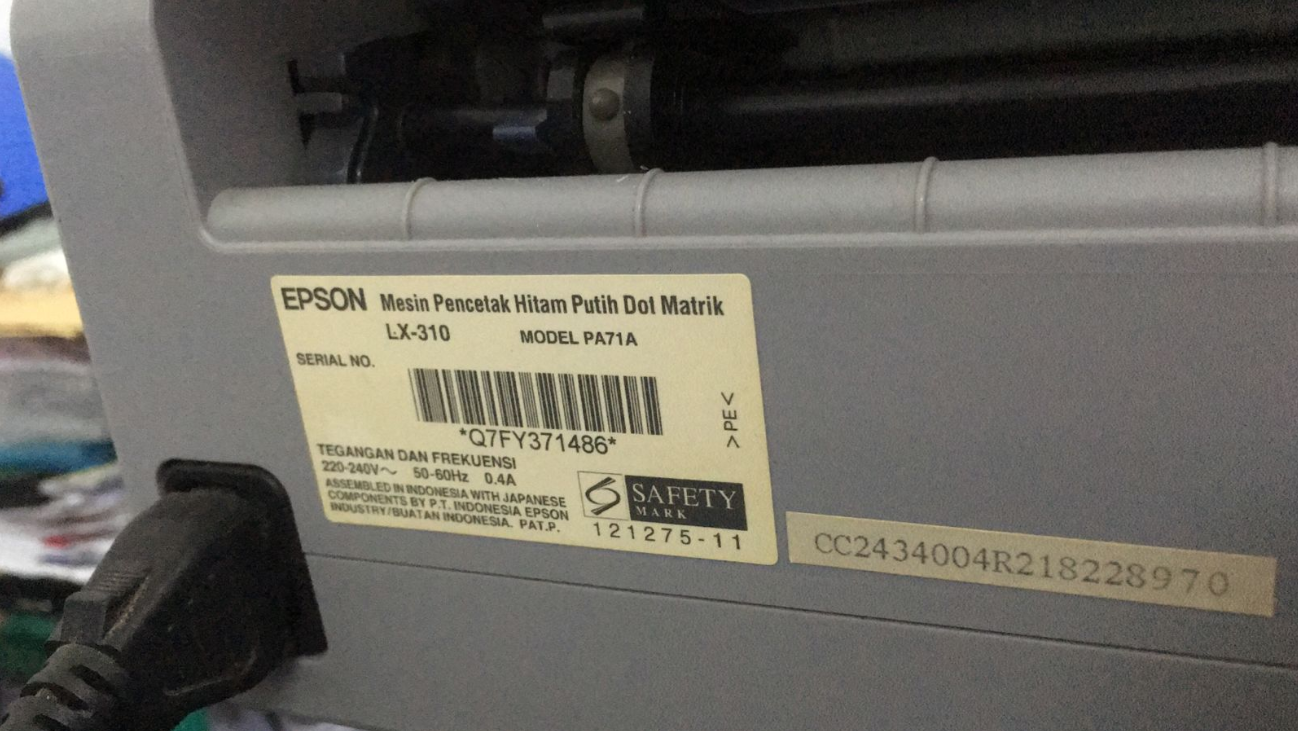 EPSON Mesin Pencetak Hitam Putih Dot Matrik
LX-310 MODEL PA71A
SERIAL NO.
*Q7FY371486*
>PE<
TEGANGAN DAN FREKUENSI
220-240V～ 50-60Hz 0.4A
ASSEMBLED IN INDONESIA WITH JAPANESE
COMPONENTS BY P.T. INDONESIA EPSON
INDUSTRY/BUATAN INDONESIA. PAT.P.
SAFETY
MARK
121275-11
CC2434004R218228970